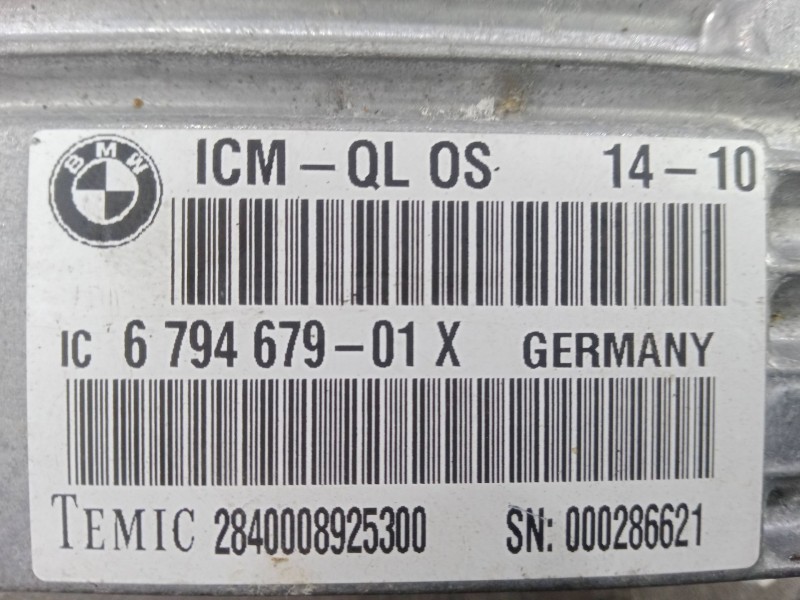 BMW
ICM-QL OS 14-10
IC 6 794 679-01 X GERMANY
TEMIC 2840008925300 SN: 000286621